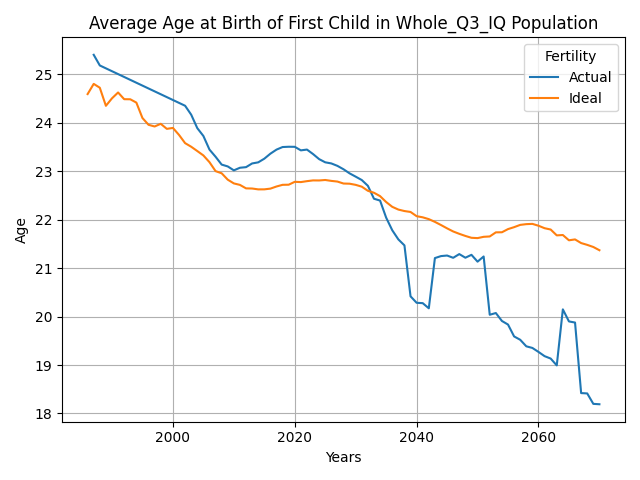 Average Age at Birth of First Child in Whole_Q3_IQ Population
Fertility
Actual
Ideal
Age
25
24
23
22
21
20
19
18
2000
2020
2040
2060
Years